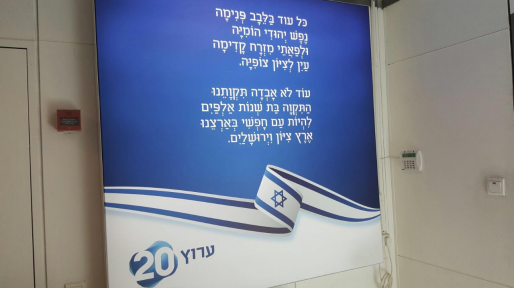 כֹּל עוֹד בַּלֵּבָב פְּנִימָה
נֶפֶשׁ יְהוּדִי הוֹמִיָּה
וּלְפַאֲתֵי מִזְרָח קָדִימָה
עַיִן לְצִיּוֹן צוֹפִיָּה.
עוֹד לֹא אָבְדָה תִּקְוָתֵנוּ
הַתִּקְוָה בַּת שְׁנוֹת אַלְפַּיִם
לִהְיוֹת עַם חָפְשִׁי בְּאַרְצֵנוּ
אֶרֶץ צִיּוֹן וִירוּשָׁלַיִם.
ערוץ 20